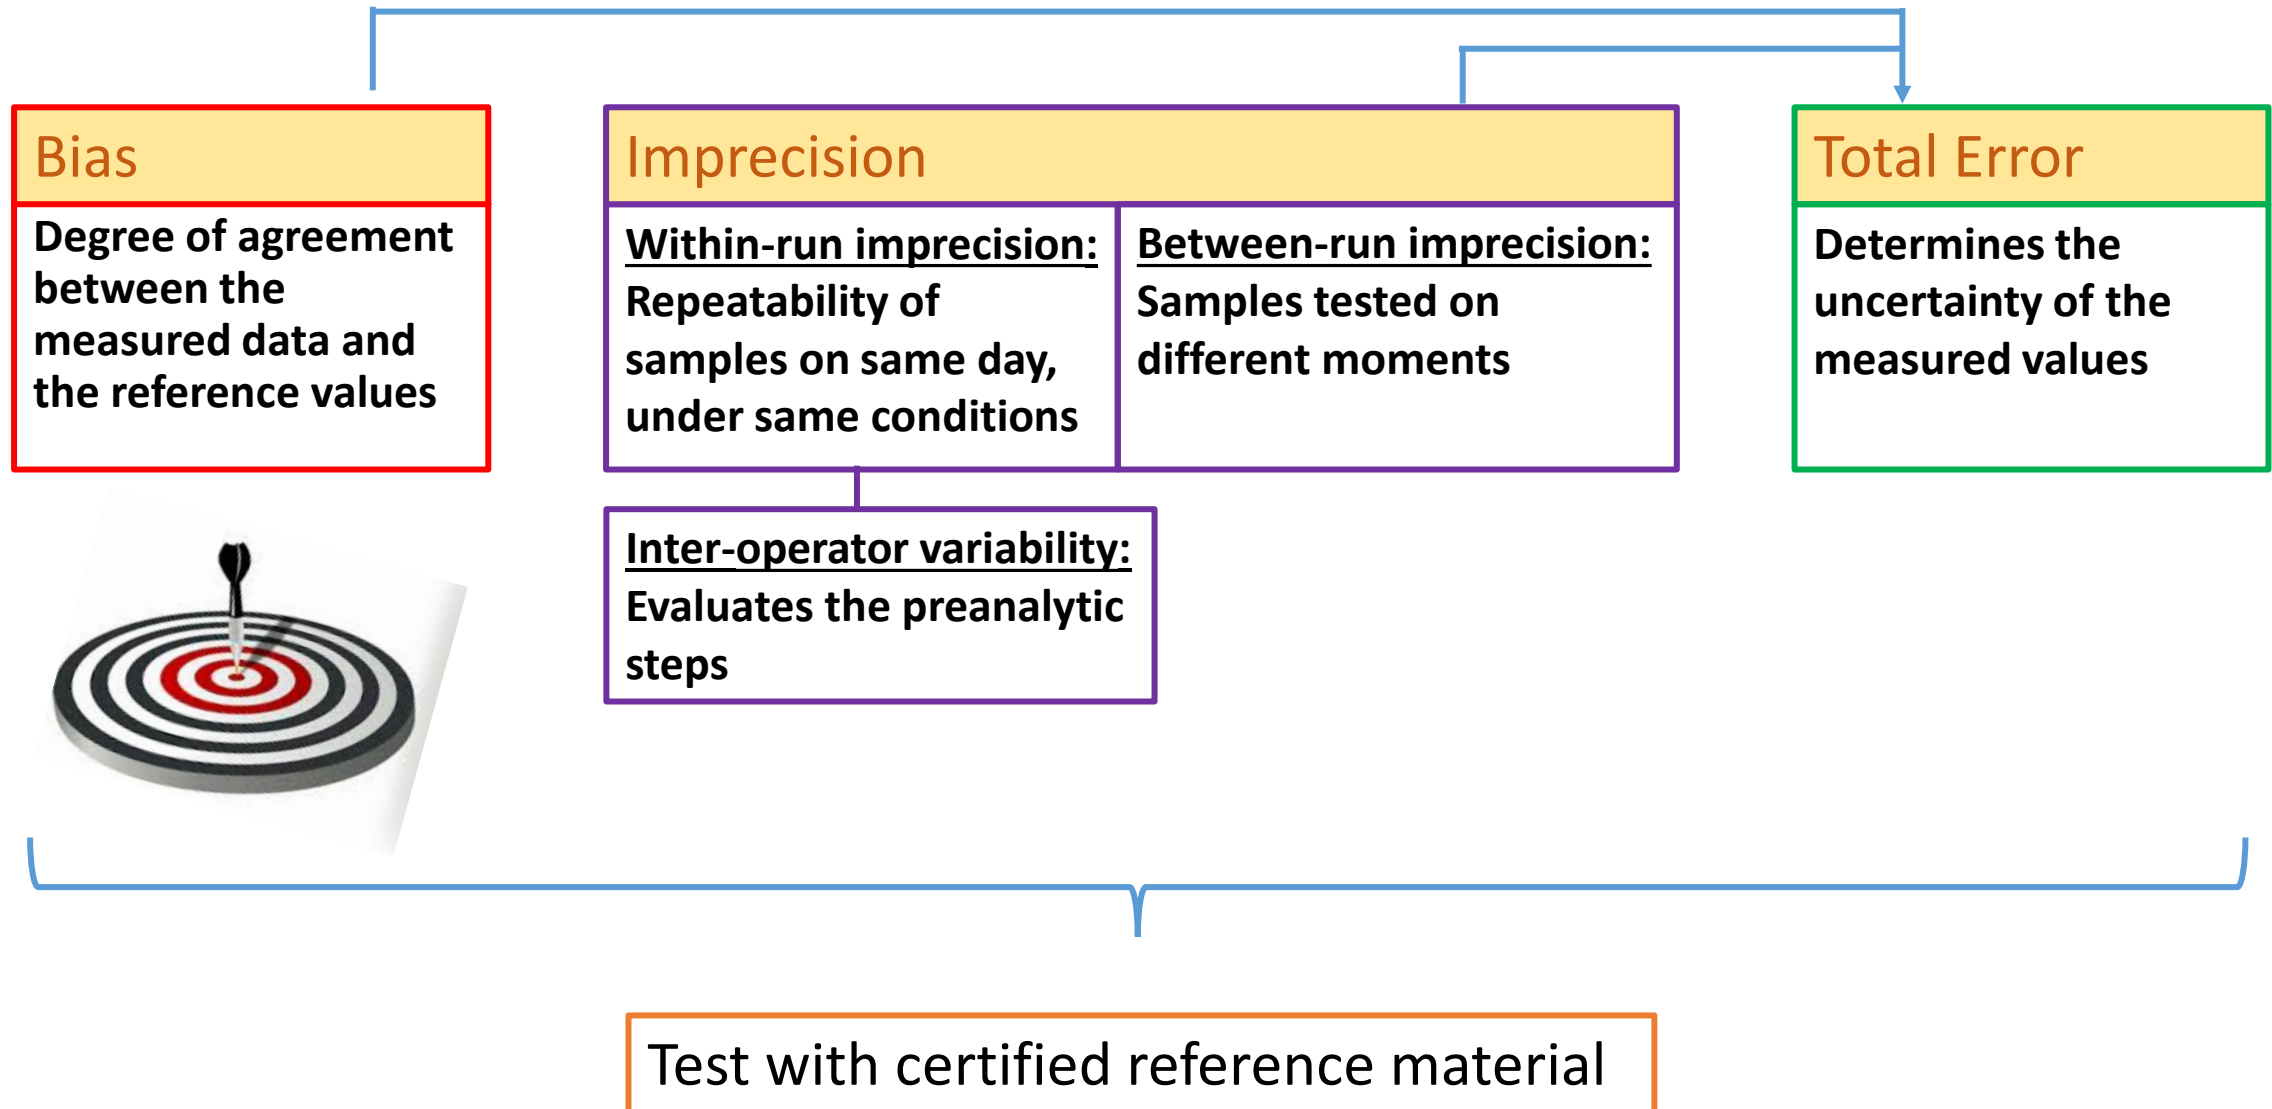 Bias
Degree of agreement
between the
measured data and
the reference values
Imprecision
Within-run imprecision:
Repeatability of
samples on same day,
under same conditions
Between-run imprecision:
Samples tested on
different moments
Inter-operator variability:
Evaluates the preanalytic
steps
Total Error
Determines the
uncertainty of the
measured values
Test with certified reference material